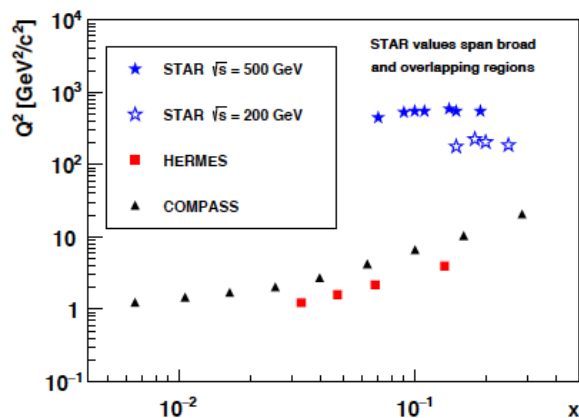 Q² [GeV²/c²]
10⁴
10³
10²
10
1
10⁻¹
STAR √s = 500 GeV
STAR √s = 200 GeV
HERMES
COMPASS
STAR values span broad
and overlapping regions
10⁻²
10⁻¹
x